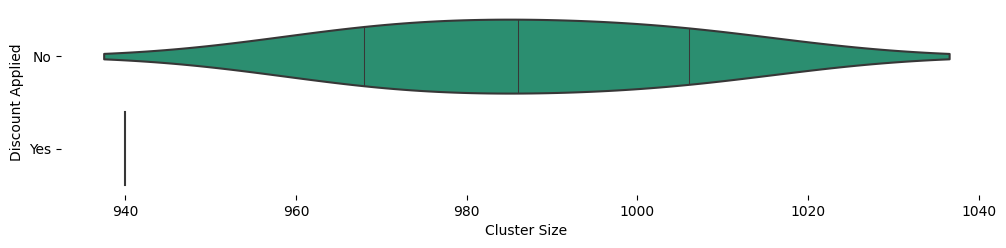 Discount Applied
No
Yes
940
960
980
1000
1020
1040
Cluster Size